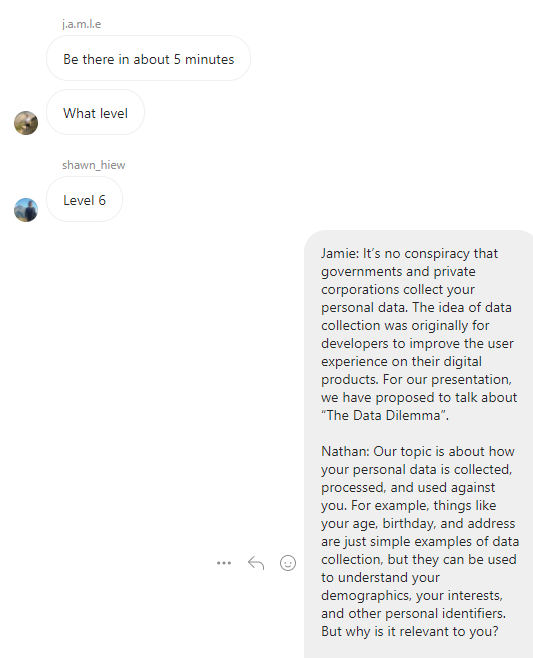 j.a.m.l.e
Be there in about 5 minutes
What level
shawn_hiew
Level 6
Jamie: It’s no conspiracy that
governments and private
corporations collect your
personal data. The idea of data
collection was originally for
developers to improve the user
experience on their digital
products. For our presentation,
we have proposed to talk about
“The Data Dilemma”.
Nathan: Our topic is about how
your personal data is collected,
processed, and used against
you. For example, things like
your age, birthday, and address
are just simple examples of data
collection, but they can be used
to understand your
demographics, your interests,
and other personal identifiers.
But why is it relevant to you?